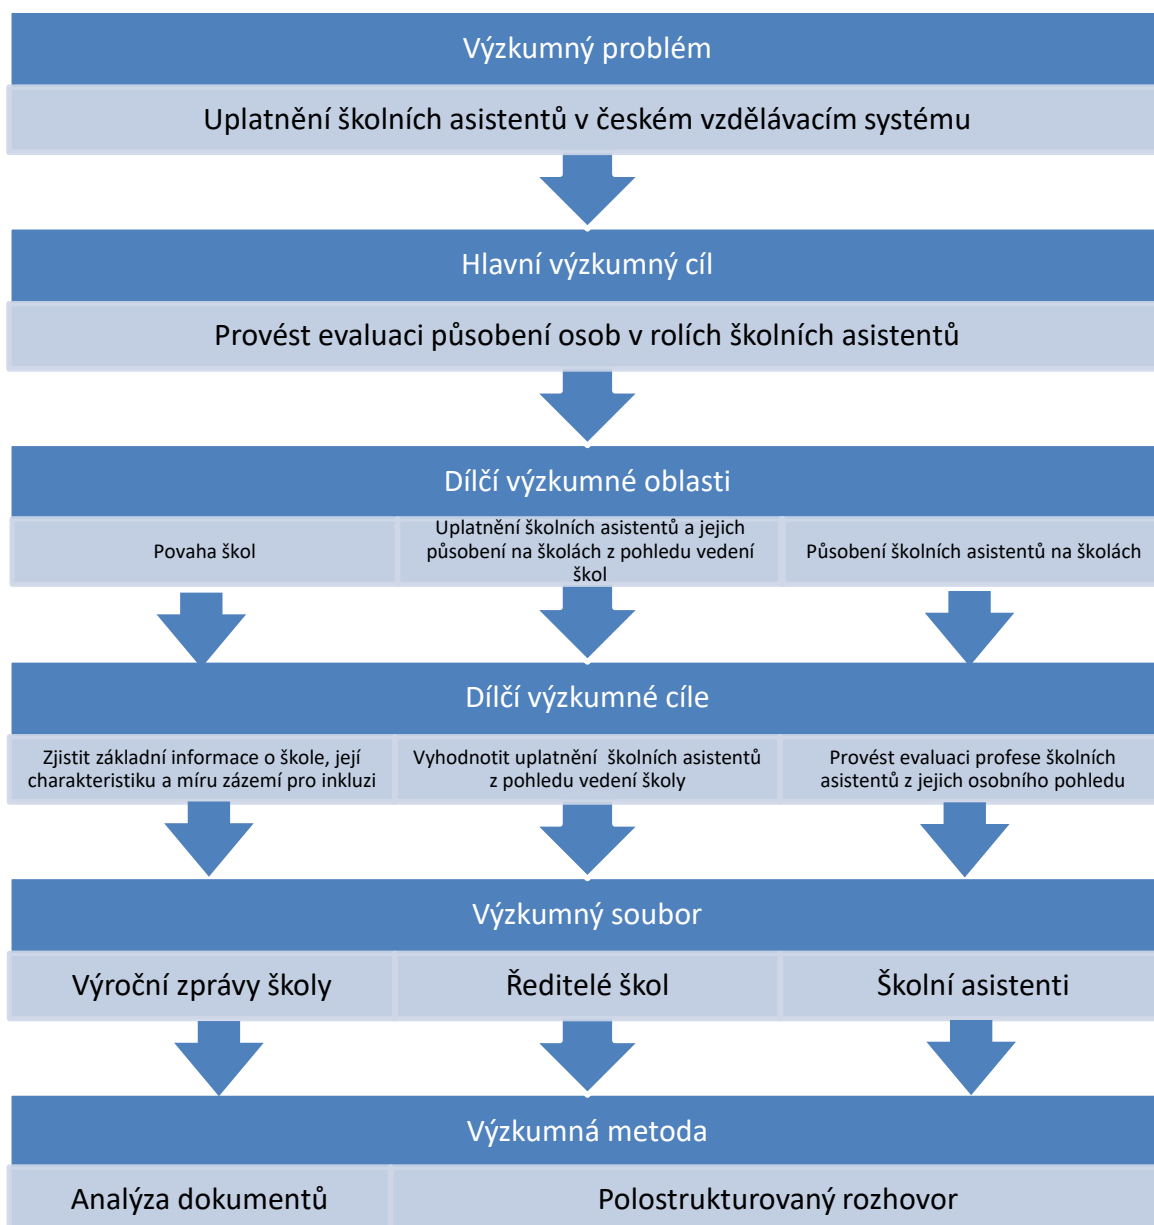 Výzkumný problém
Uplatnění školních asistentů v českém vzdělávacím systému
Hlavní výzkumný cíl
Provést evaluaci působení osob v rolích školních asistentů
Dílčí výzkumné oblasti
Povaha škol
Uplatnění školních asistentů a jejich
působení na školách z pohledu vedení
škol
Působení školních asistentů na školách
Dílčí výzkumné cíle
Zjistit základní informace o škole, její
charakteristiku a míru zázemí pro inkluzi
Vyhodnotit uplatnění školních asistentů
z pohledu vedení školy
Provést evaluaci profese školních
asistentů z jejich osobního pohledu
Výzkumný soubor
Výroční zprávy školy
Ředitelé škol
Školní asistenti
Výzkumná metoda
Analýza dokumentů
Polostrukturovaný rozhovor